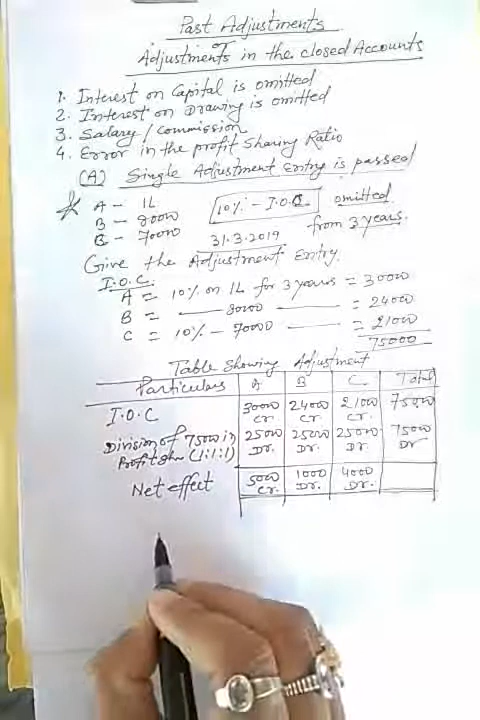 Past Adjustments
Adjustments in the closed Accounts
1. Interest on Capital is omitted
2. Interest on Drawing is omitted
3. Salary / Commission
4. Error in the profit Sharing Ratio
(A) Single Adjustment Entry is passed
A - 1L
B - 80000
C - 70000
10% - I.O.C. omitted
31.3.2019 from 3 years.
Give the Adjustment Entry.
I.O.C.
A = 10% on 1L for 3 years = 30000
B = 80000 = 24000
C = 10% - 70000 = 21000
75000
Table Showing Adjustment
Particulars A B C Total
I.O.C 30000 Cr. 24000 Cr. 21000 Cr. 75000
Division of 75000 in Profit (1:1:1) 25000 Dr. 25000 Dr. 25000 Dr. 75000 Dr
Net effect 5000 Cr. 1000 Dr. 4000 Dr.